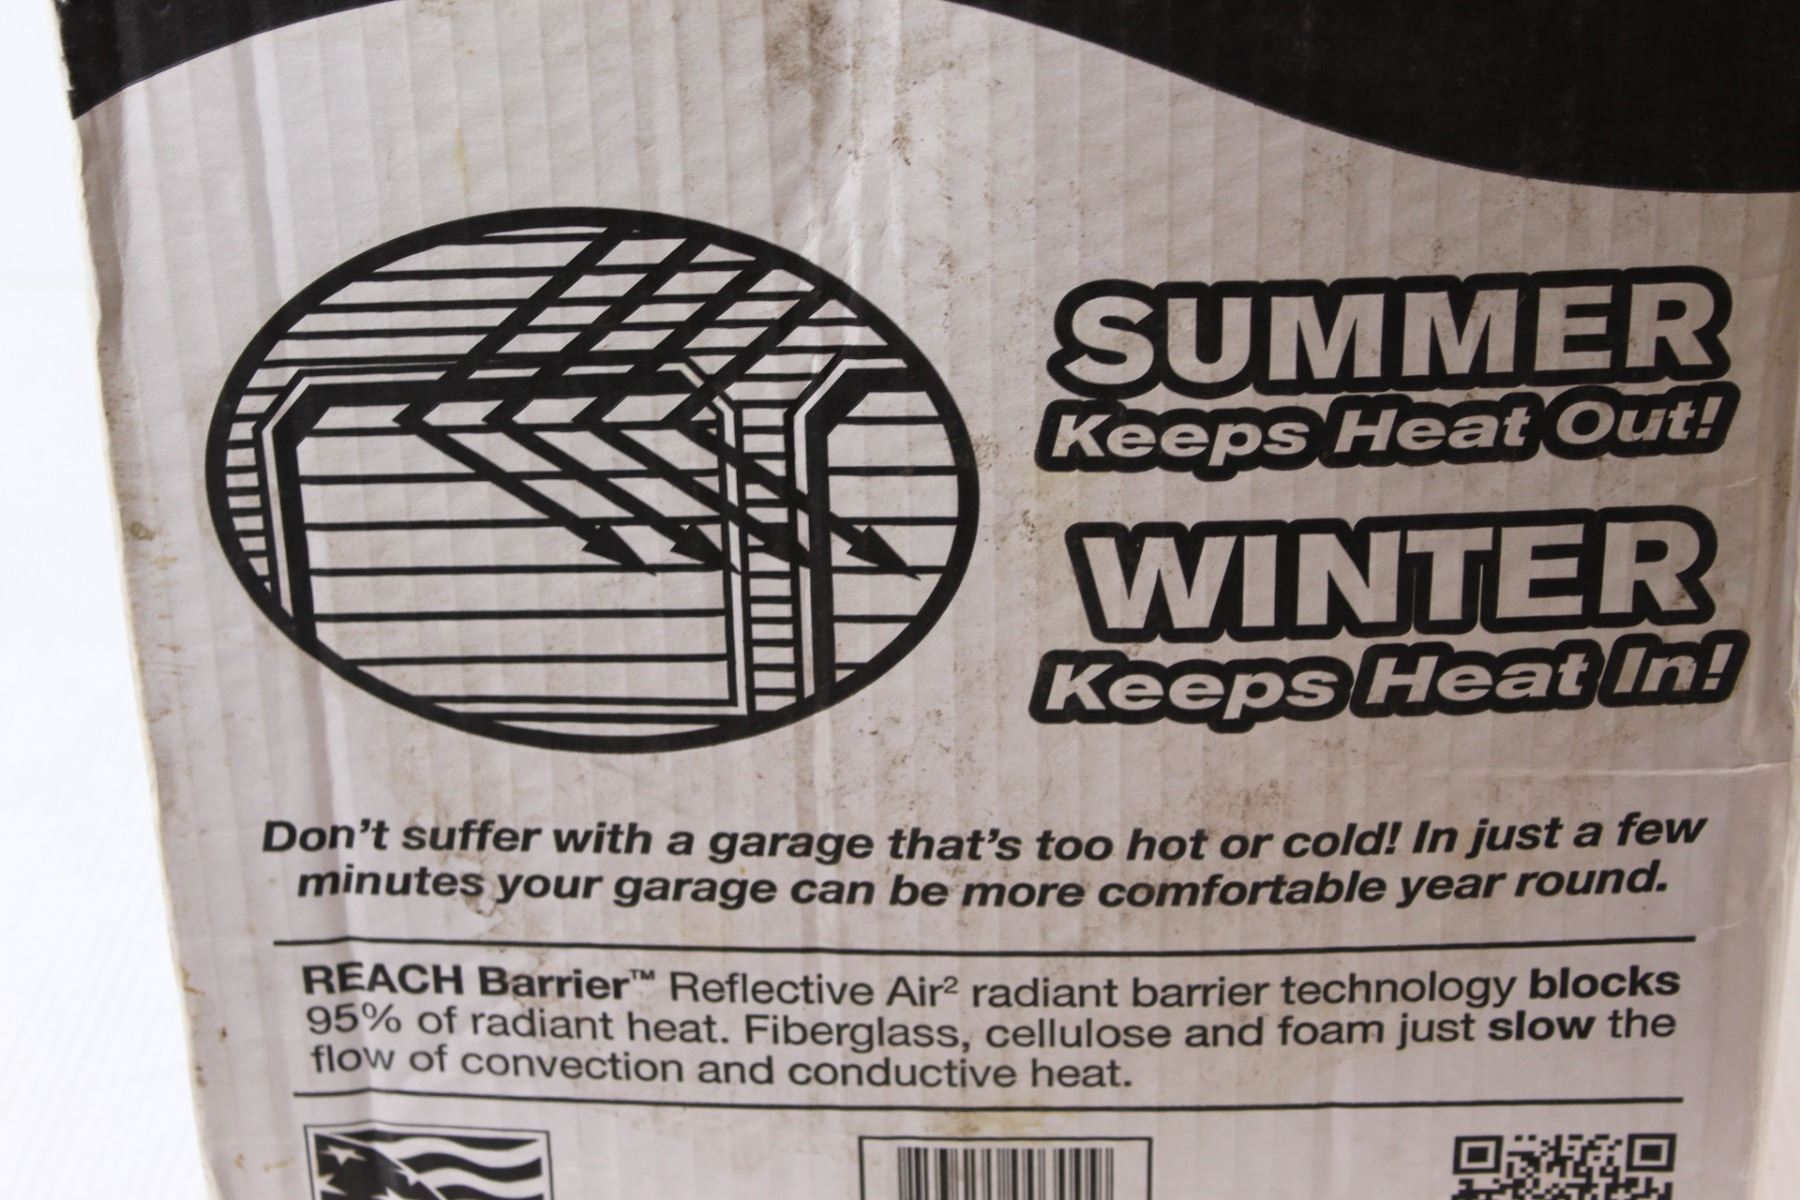 SUMMER
Keeps Heat Out!
WINTER
Keeps Heat In!
Don't suffer with a garage that's too hot or cold! In just a few
minutes your garage can be more comfortable year round.
REACH Barrier™ Reflective Air² radiant barrier technology blocks
95% of radiant heat. Fiberglass, cellulose and foam just slow the
flow of convection and conductive heat.